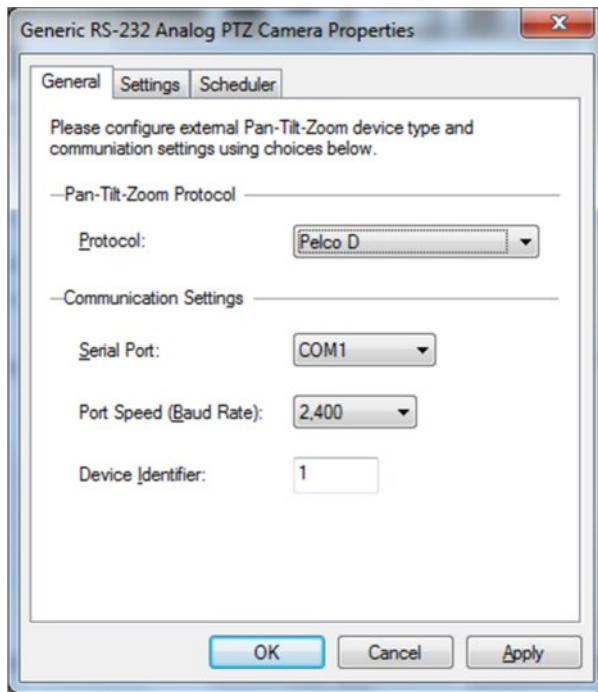 Generic RS-232 Analog PTZ Camera Properties
General Settings Scheduler
Please configure external Pan-Tilt-Zoom device type and
communiation settings using choices below.
Pan-Tilt-Zoom Protocol
Protocol: Pelco D
Communication Settings
Serial Port: COM1
Port Speed (Baud Rate): 2,400
Device Identifier: 1
OK Cancel Apply